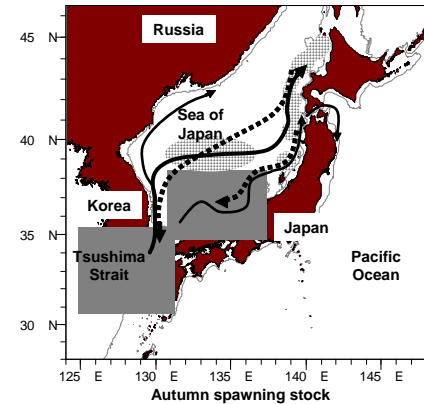 45
Russia
Sea of
Japan
40
Korea
35
Japan
Tsushima
Strait
Pacific
Ocean
30
125 E 130 E 135 E 140 E 145 E
Autumn spawning stock